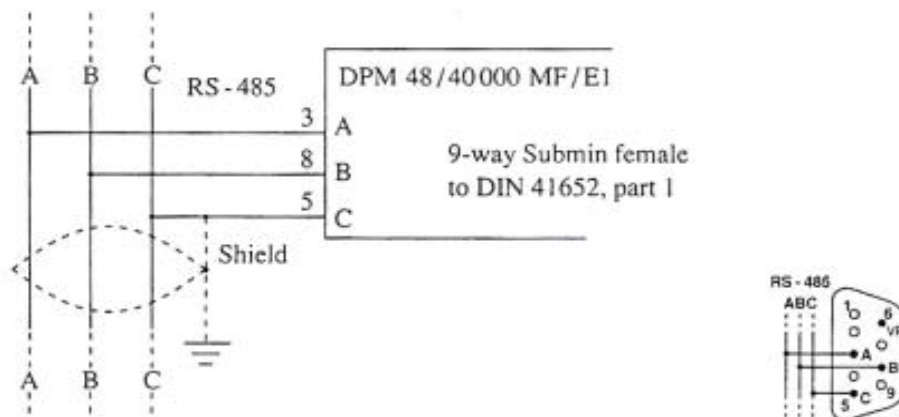 A B C
RS - 485
DPM 48/40000 MF/E1
3 A
8 B
5 C
9-way Submin female
to DIN 41652, part 1
Shield
A B C
RS - 485
ABC
1
6
A
B
5 C 9